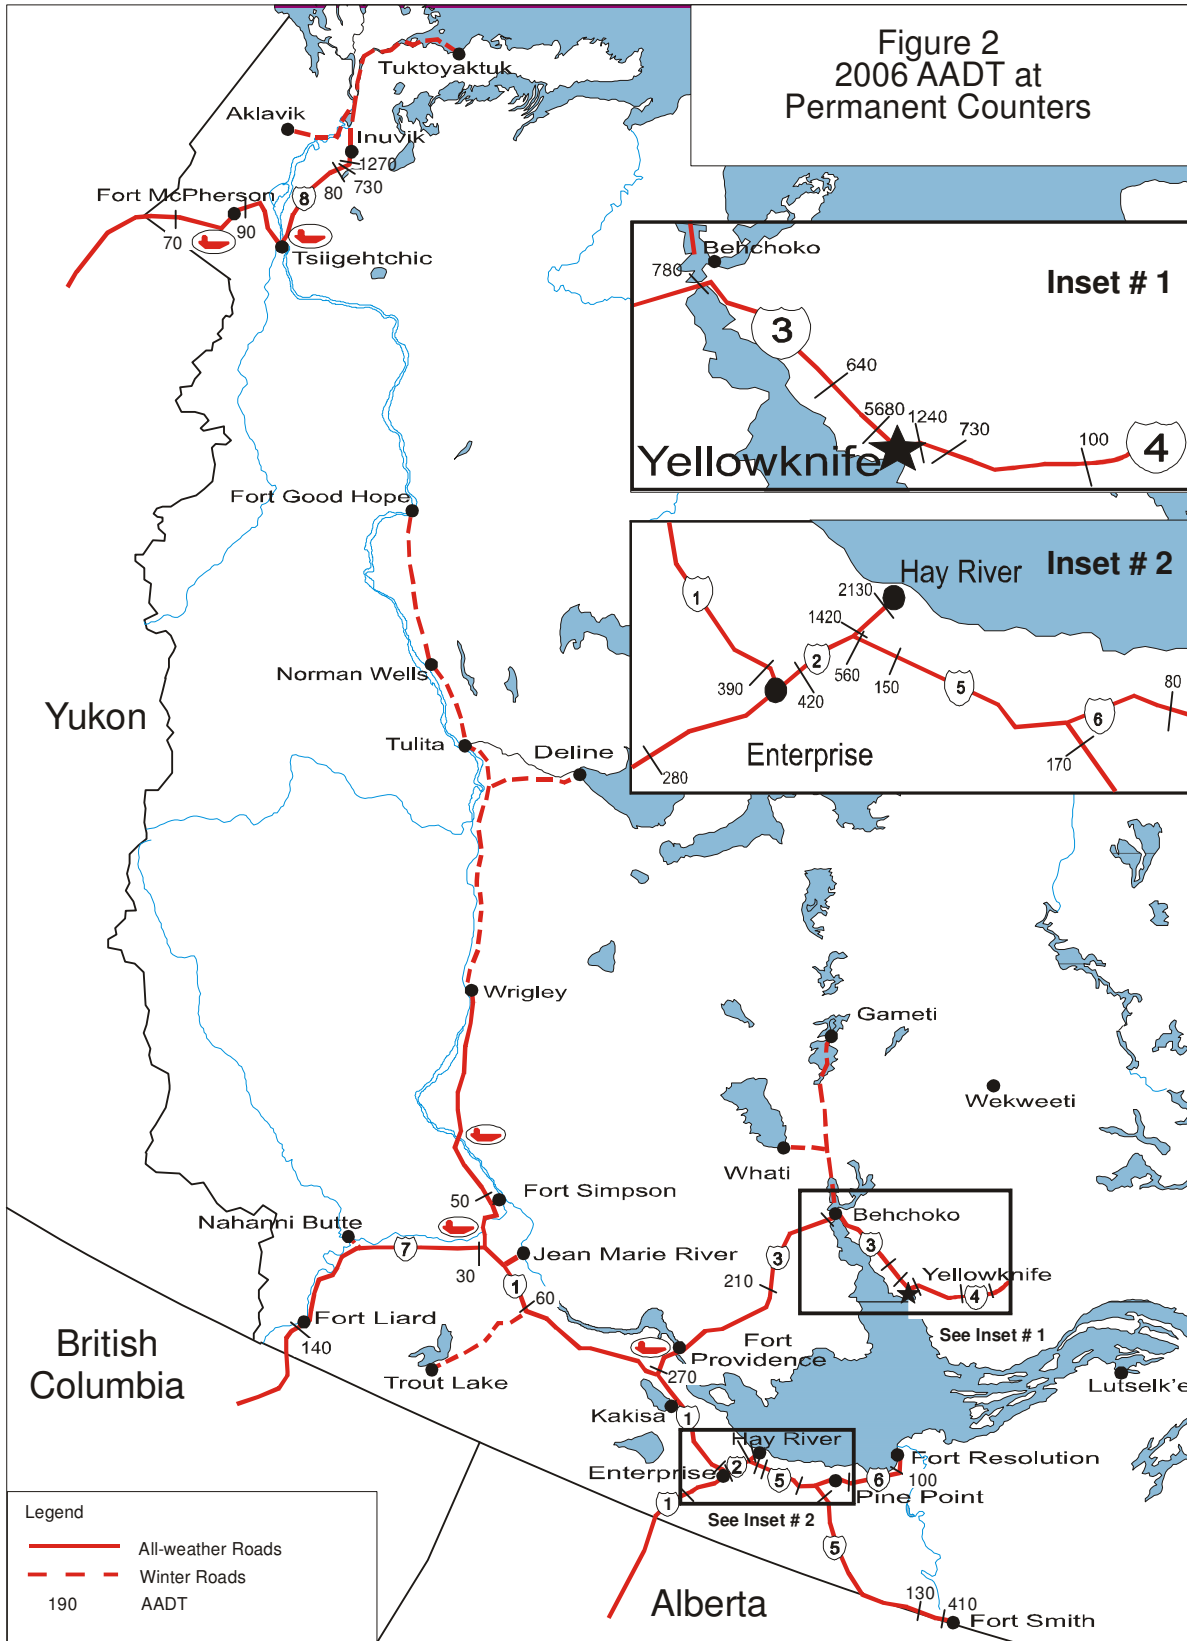 Figure 2
2006 AADT at
Permanent Counters
Tuktoyaktuk
Aklavik
Inuvik
1270
730
80
8
Fort McPherson
70
90
Tsiigehtchic
Inset # 1
Behchoko
780
3
640
5680
1240
730
100
4
Yellowknife
Fort Good Hope
Inset # 2
Hay River
2130
1
1420
2
560
150
5
390
420
6
80
170
280
Enterprise
Norman Wells
Yukon
Tulita
Deline
Wrigley
Gameti
Wekweeti
Whati
50
Fort Simpson
Nahanni Butte
7
30
Jean Marie River
1
60
Behchoko
3
3
210
Yellowknife
4
See Inset # 1
Fort Liard
140
British
Columbia
Trout Lake
Fort
Providence
270
Lutselk'e
Kakisa
1
Hay River
2
Enterprise
5
6
Fort Resolution
100
Pine Point
1
See Inset # 2
5
130
410
Fort Smith
Alberta
Legend
All-weather Roads
Winter Roads
190 AADT